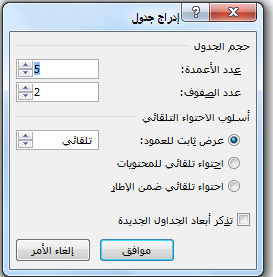 إدراج جدول
حجم الجدول
عدد الأعمدة: 5
عدد الصفوف: 2
أسلوب الاحتواء التلقائي
عرض ثابت للعمود: تلقائي
احتواء تلقائي للمحتويات
احتواء تلقائي ضمن الإطار
تذكر أبعاد الجداول الجديدة
موافق إلغاء الأمر